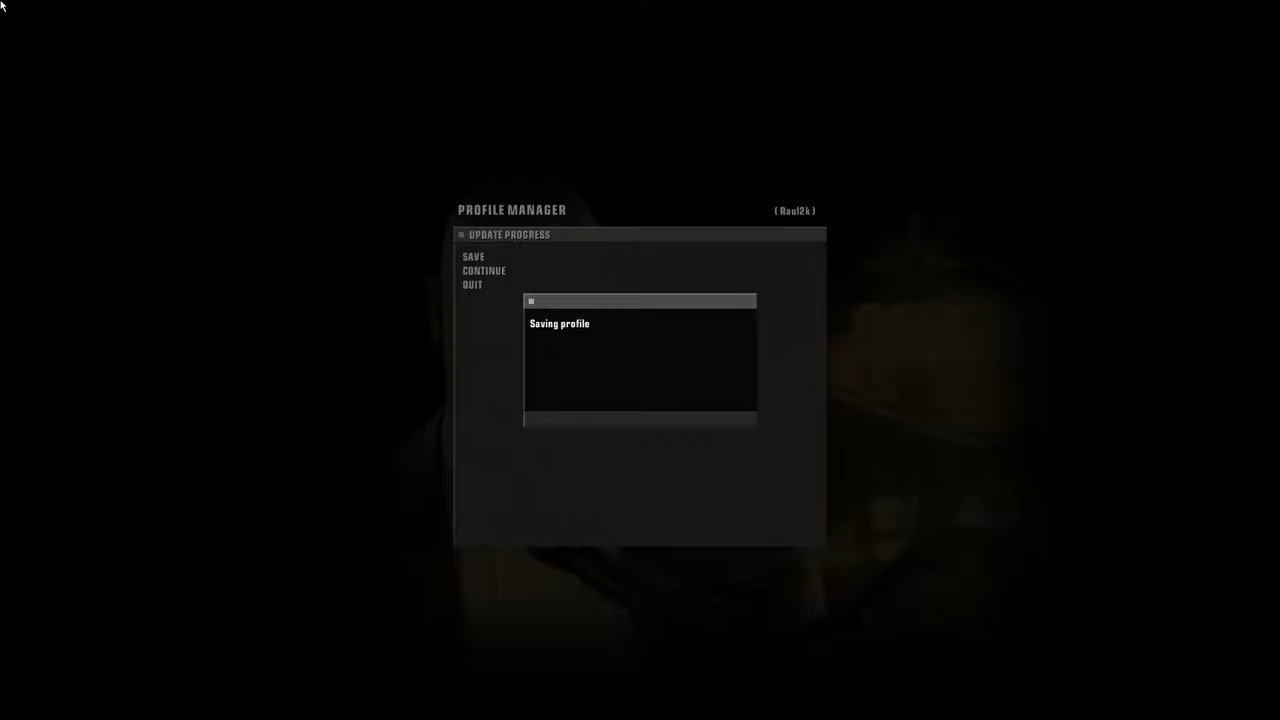 PROFILE MANAGER
( Raul2k )
UPDATE PROGRESS
SAVE
CONTINUE
QUIT
Saving profile